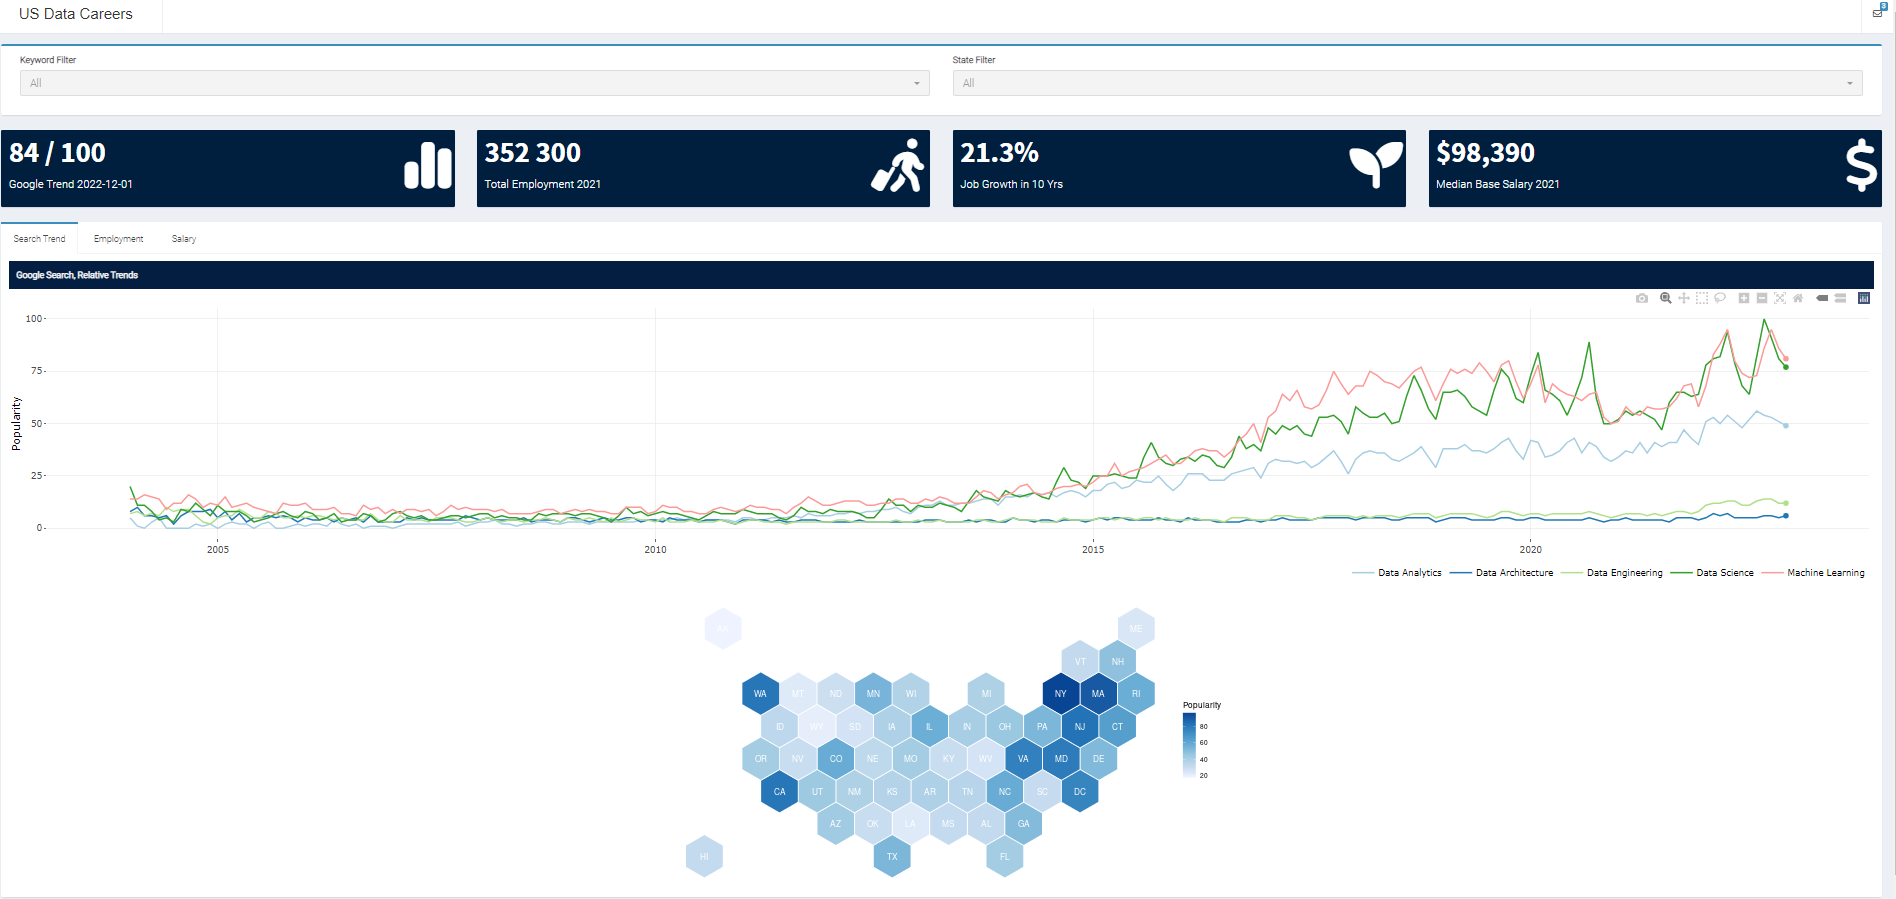 US Data Careers
3
Keyword Filter
State Filter
All
All
84 / 100
Google Trend 2022-12-01
352 300
Total Employment 2021
21.3%
Job Growth in 10 Yrs
$98,390
Median Base Salary 2021
Search Trend
Employment
Salary
Google Search, Relative Trends
Popularity
100
75
50
25
0
2005
2010
2015
2020
Data Analytics
Data Architecture
Data Engineering
Data Science
Machine Learning
AK
ME
VT NH
WA MT ND MN WI MI NY MA RI
ID WY SD IA IL IN OH PA NJ CT
OR NV CO NE MO KY WV VA MD DE
CA UT NM KS AR TN NC SC DC
AZ OK LA MS AL GA
HI TX FL
Popularity
80
60
40
20